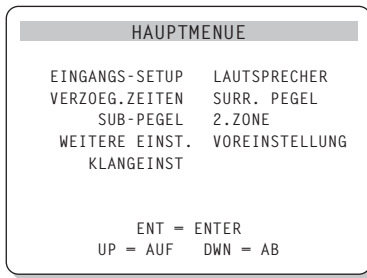 HAUPTMENUE
EINGANGS-SETUP LAUTSPRECHER
VERZOEG.ZEITEN SURR. PEGEL
SUB-PEGEL 2.ZONE
WEITERE EINST. VOREINSTELLUNG
KLANGEINST
ENT = ENTER
UP = AUF DWN = AB